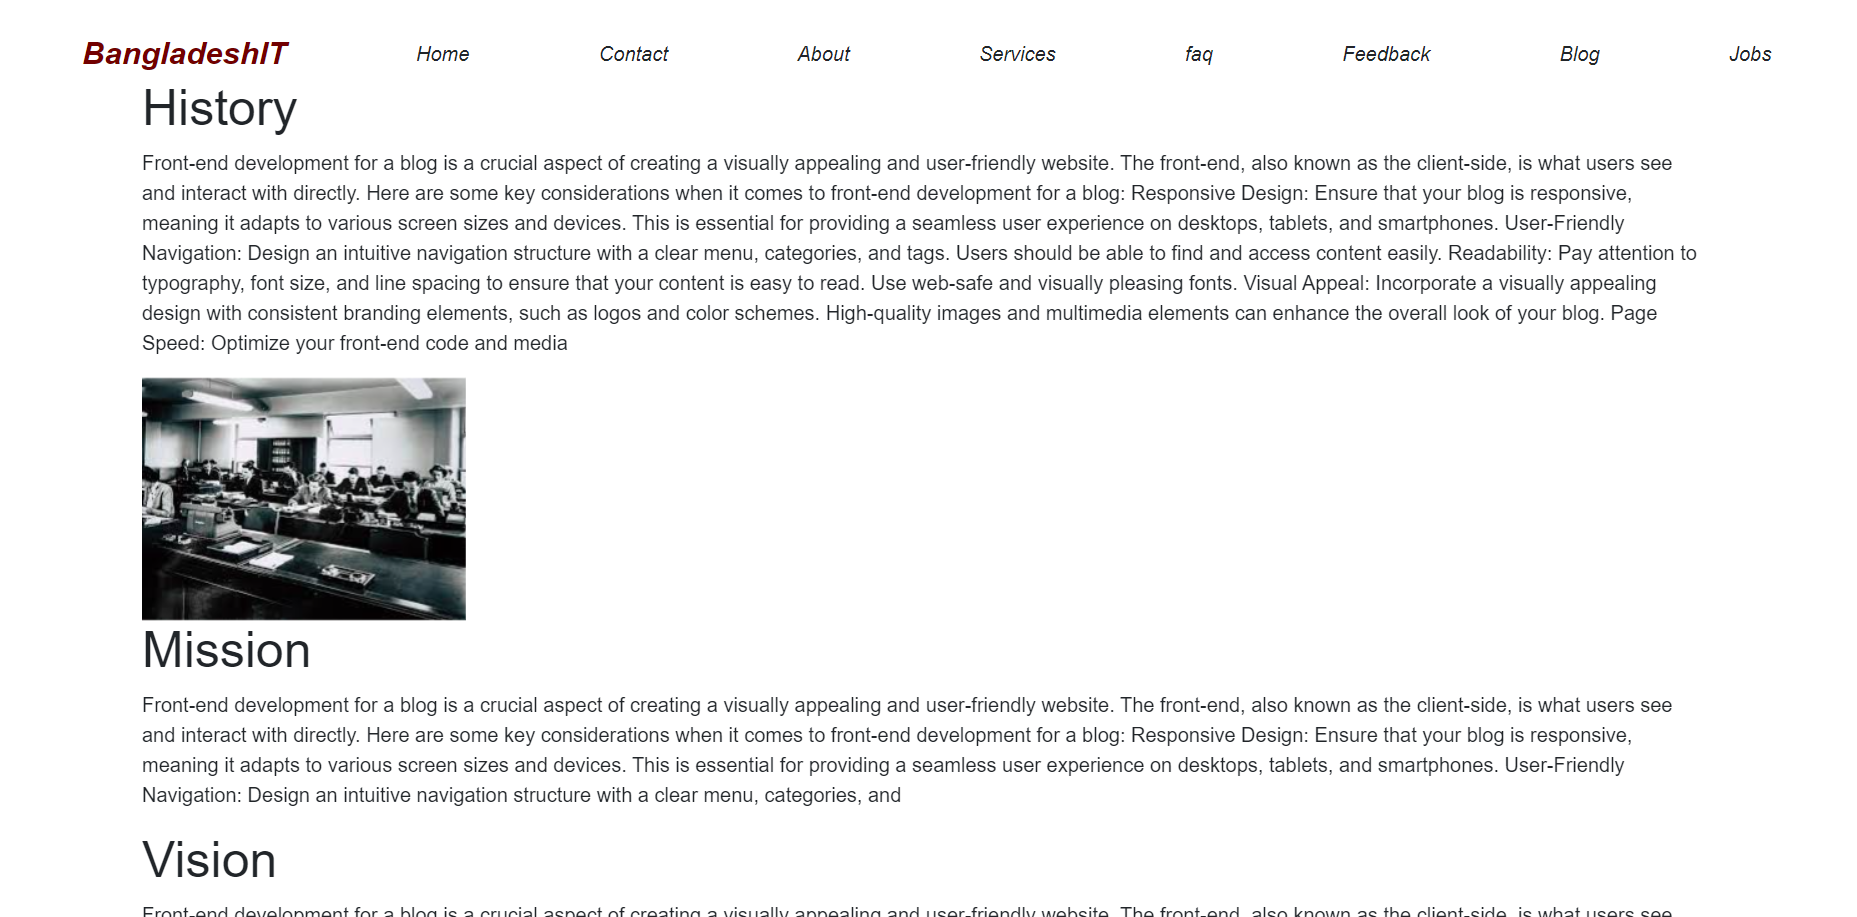 BangladeshIT Home Contact About Services faq Feedback Blog Jobs
History
Front-end development for a blog is a crucial aspect of creating a visually appealing and user-friendly website. The front-end, also known as the client-side, is what users see
and interact with directly. Here are some key considerations when it comes to front-end development for a blog: Responsive Design: Ensure that your blog is responsive,
meaning it adapts to various screen sizes and devices. This is essential for providing a seamless user experience on desktops, tablets, and smartphones. User-Friendly
Navigation: Design an intuitive navigation structure with a clear menu, categories, and tags. Users should be able to find and access content easily. Readability: Pay attention to
typography, font size, and line spacing to ensure that your content is easy to read. Use web-safe and visually pleasing fonts. Visual Appeal: Incorporate a visually appealing
design with consistent branding elements, such as logos and color schemes. High-quality images and multimedia elements can enhance the overall look of your blog. Page
Speed: Optimize your front-end code and media
Mission
Front-end development for a blog is a crucial aspect of creating a visually appealing and user-friendly website. The front-end, also known as the client-side, is what users see
and interact with directly. Here are some key considerations when it comes to front-end development for a blog: Responsive Design: Ensure that your blog is responsive,
meaning it adapts to various screen sizes and devices. This is essential for providing a seamless user experience on desktops, tablets, and smartphones. User-Friendly
Navigation: Design an intuitive navigation structure with a clear menu, categories, and
Vision
Front-end development for a blog is a crucial aspect of creating a visually appealing and user-friendly website. The front-end, also known as the client-side, is what users see